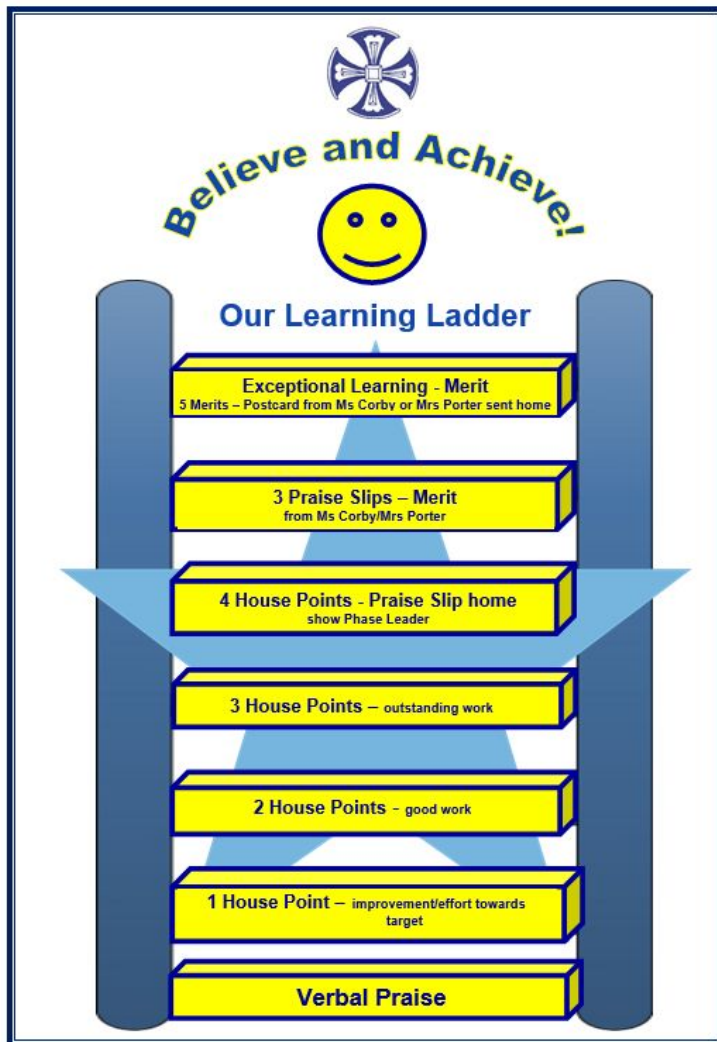 Believe and Achieve!
Our Learning Ladder
Exceptional Learning - Merit
5 Merits – Postcard from Ms Corby or Mrs Porter sent home
3 Praise Slips – Merit
from Ms Corby/Mrs Porter
4 House Points - Praise Slip home
show Phase Leader
3 House Points – outstanding work
2 House Points - good work
1 House Point – improvement/effort towards
target
Verbal Praise